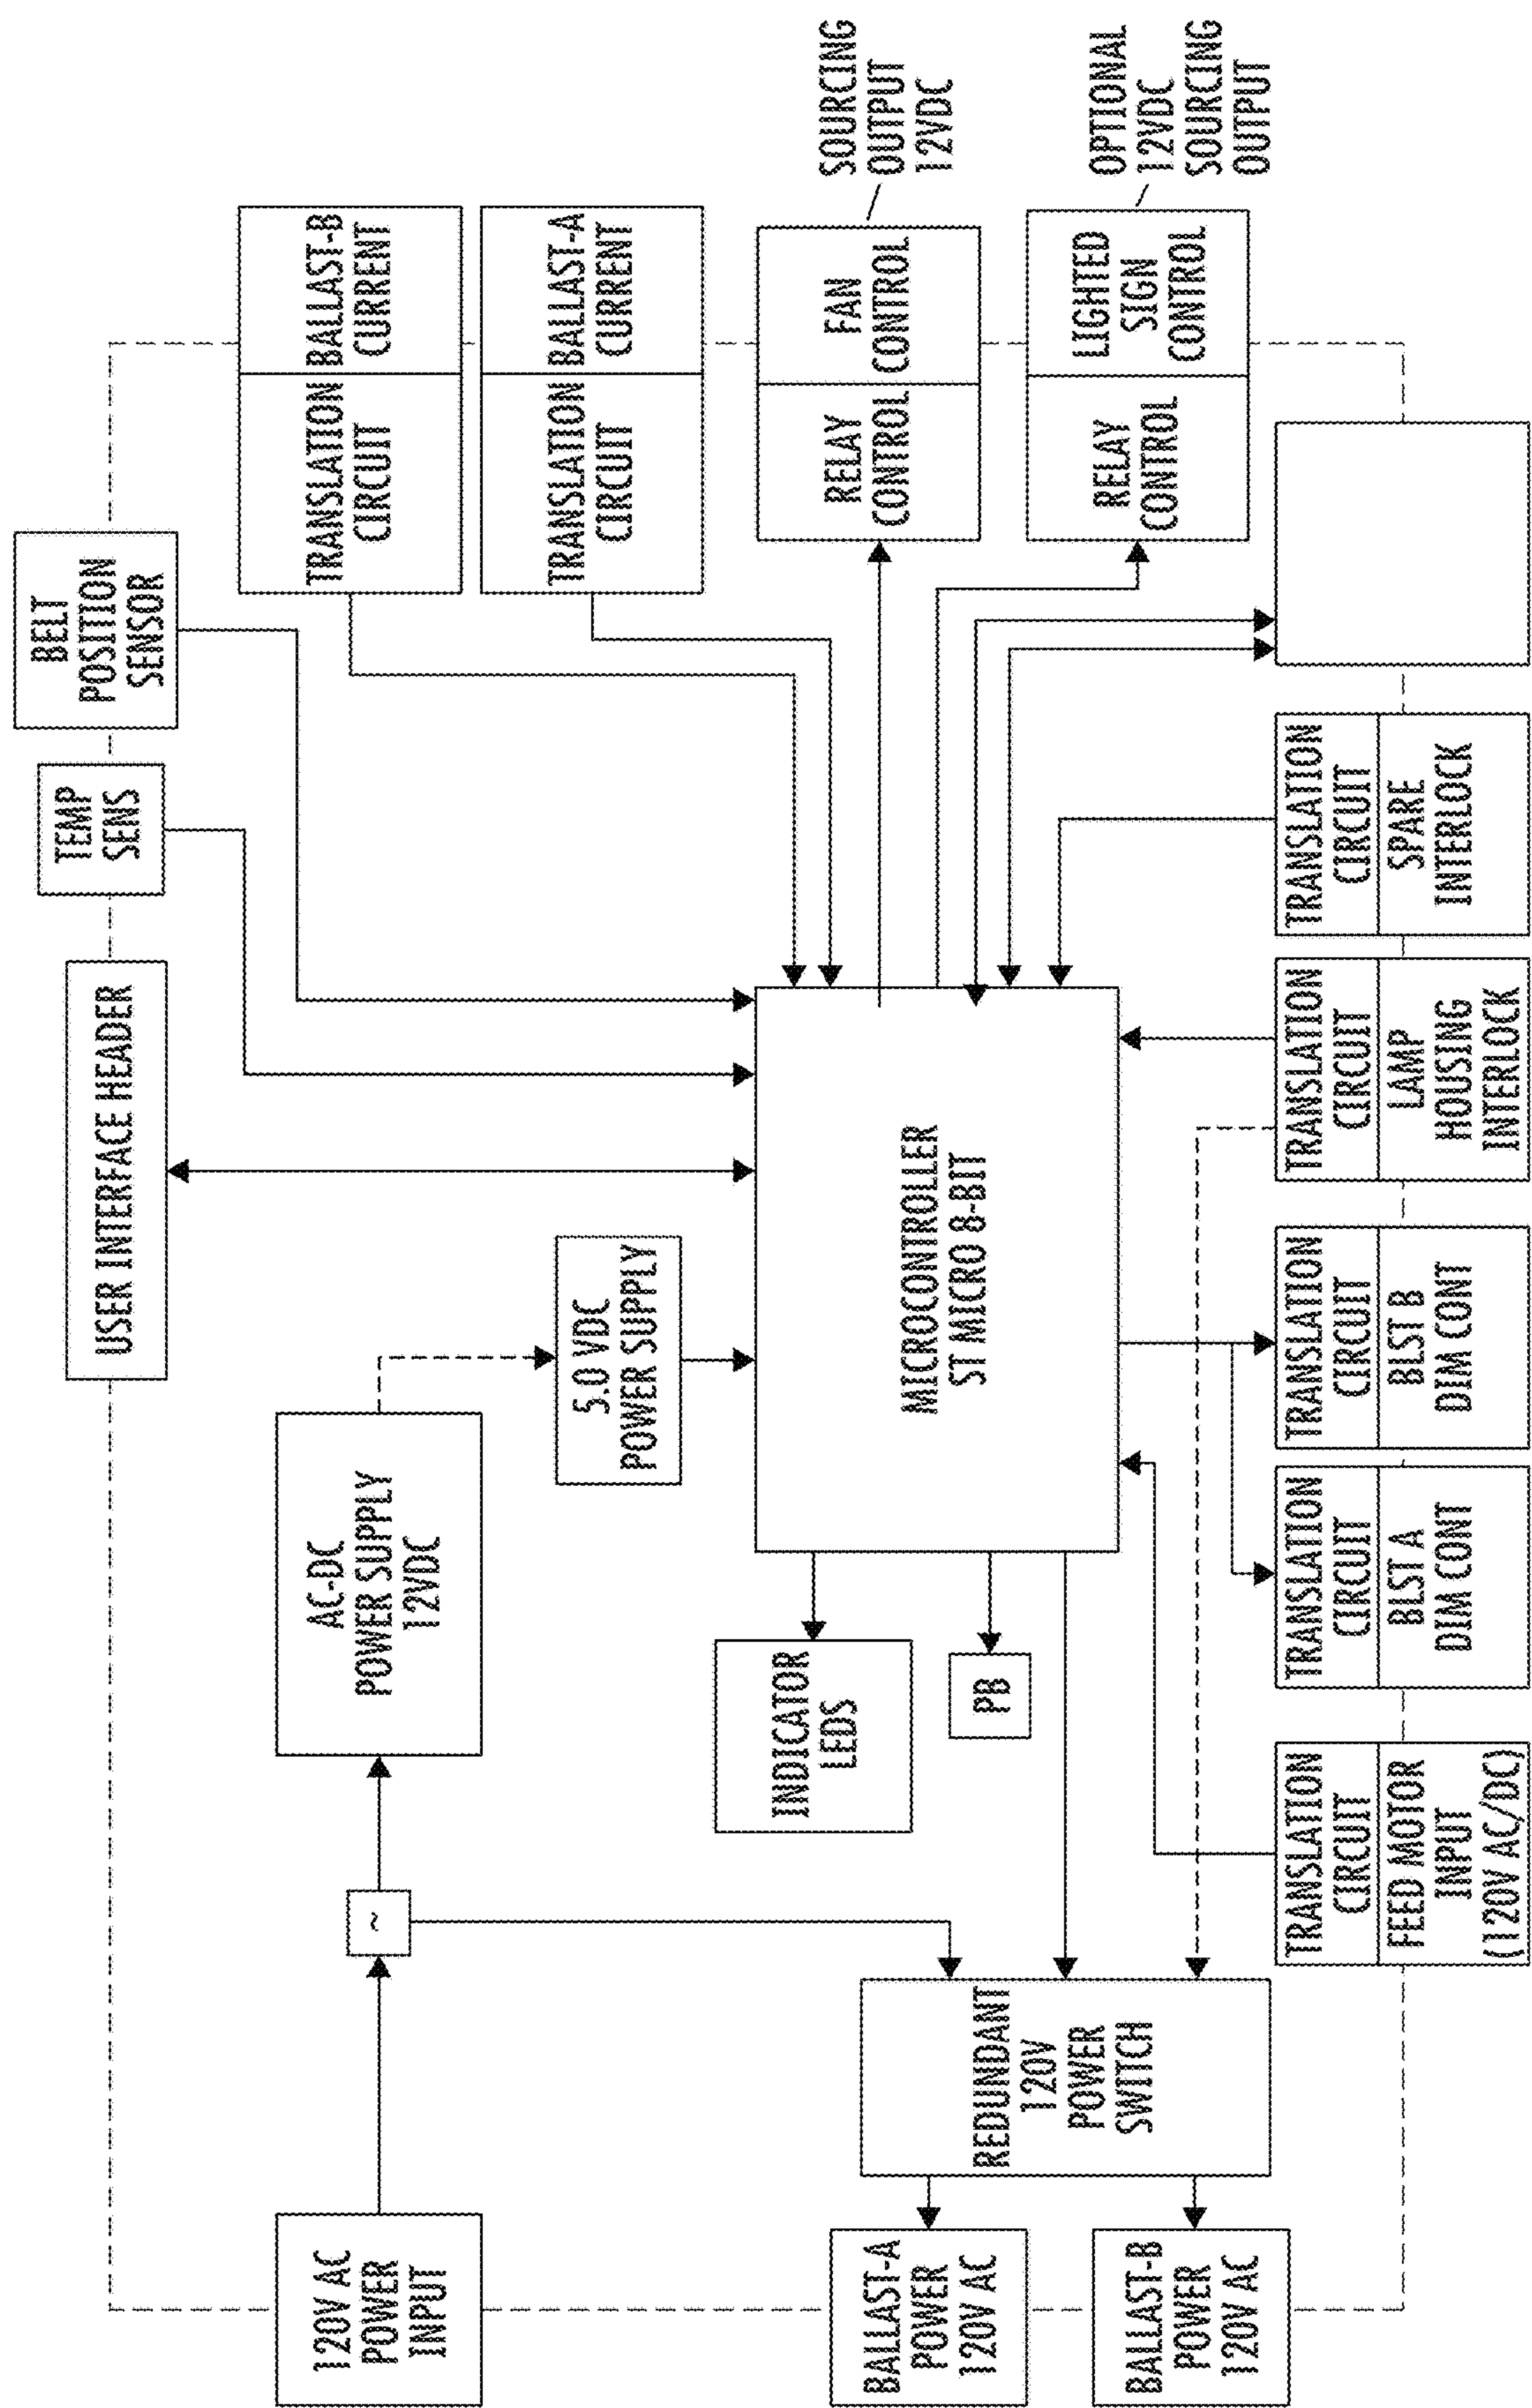 USER INTERFACE HEADER
TEMP
SENS
BELT
POSITION
SENSOR
120V AC
POWER
INPUT
~
AC-DC
POWER SUPPLY
12VDC
5.0 VDC
POWER SUPPLY
TRANSLATION
CIRCUIT
BALLAST-B
CURRENT
TRANSLATION
CIRCUIT
BALLAST-A
CURRENT
INDICATOR
LEDS
PB
MICROCONTROLLER
ST MICRO 8-BIT
RELAY
CONTROL
FAN
CONTROL
SOURCING
OUTPUT
12VDC
RELAY
CONTROL
LIGHTED
SIGN
CONTROL
OPTIONAL
12VDC
SOURCING
OUTPUT
BALLAST-A
POWER
120V AC
BALLAST-B
POWER
120V AC
REDUNDANT
120V
POWER
SWITCH
TRANSLATION
CIRCUIT
FEED MOTOR
INPUT
(120V AC/DC)
TRANSLATION
CIRCUIT
BLST A
DIM CONT
TRANSLATION
CIRCUIT
BLST B
DIM CONT
TRANSLATION
CIRCUIT
LAMP
HOUSING
INTERLOCK
TRANSLATION
CIRCUIT
SPARE
INTERLOCK